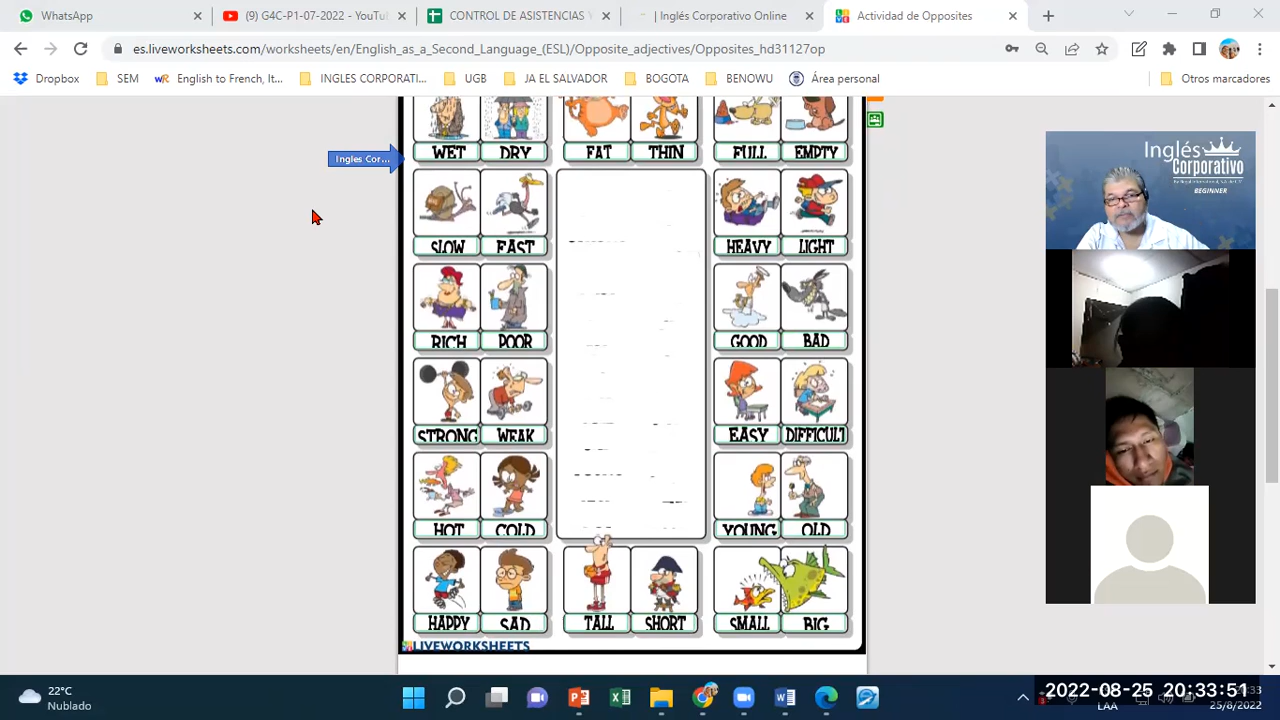 WhatsApp
(9) G4C-P1-07-2022 - YouTu
CONTROL DE ASISTENCIAS
| Inglés Corporativo Online
Actividad de Opposites
es.liveworksheets.com/worksheets/en/English_as_a_Second_Language_(ESL)/Opposite_adjectives/Opposites_hd31127op
Dropbox
SEM
English to French, It...
INGLES CORPORATI...
UGB
JA EL SALVADOR
BOGOTA
BENOWU
Área personal
Otros marcadores
WET DRY FAT THIN FULL EMPTY
Ingles Cor...
SLOW FAST HEAVY LIGHT
RICH POOR GOOD BAD
STRONG WEAK EASY DIFFICULT
HOT COLD YOUNG OLD
HAPPY SAD TALL SHORT SMALL BIG
LIVEWORKSHEETS
Inglés
Corporativo
BEGINNER
22°C
Nublado
LAA
2022-08-25 20:33:51
25/8/2022